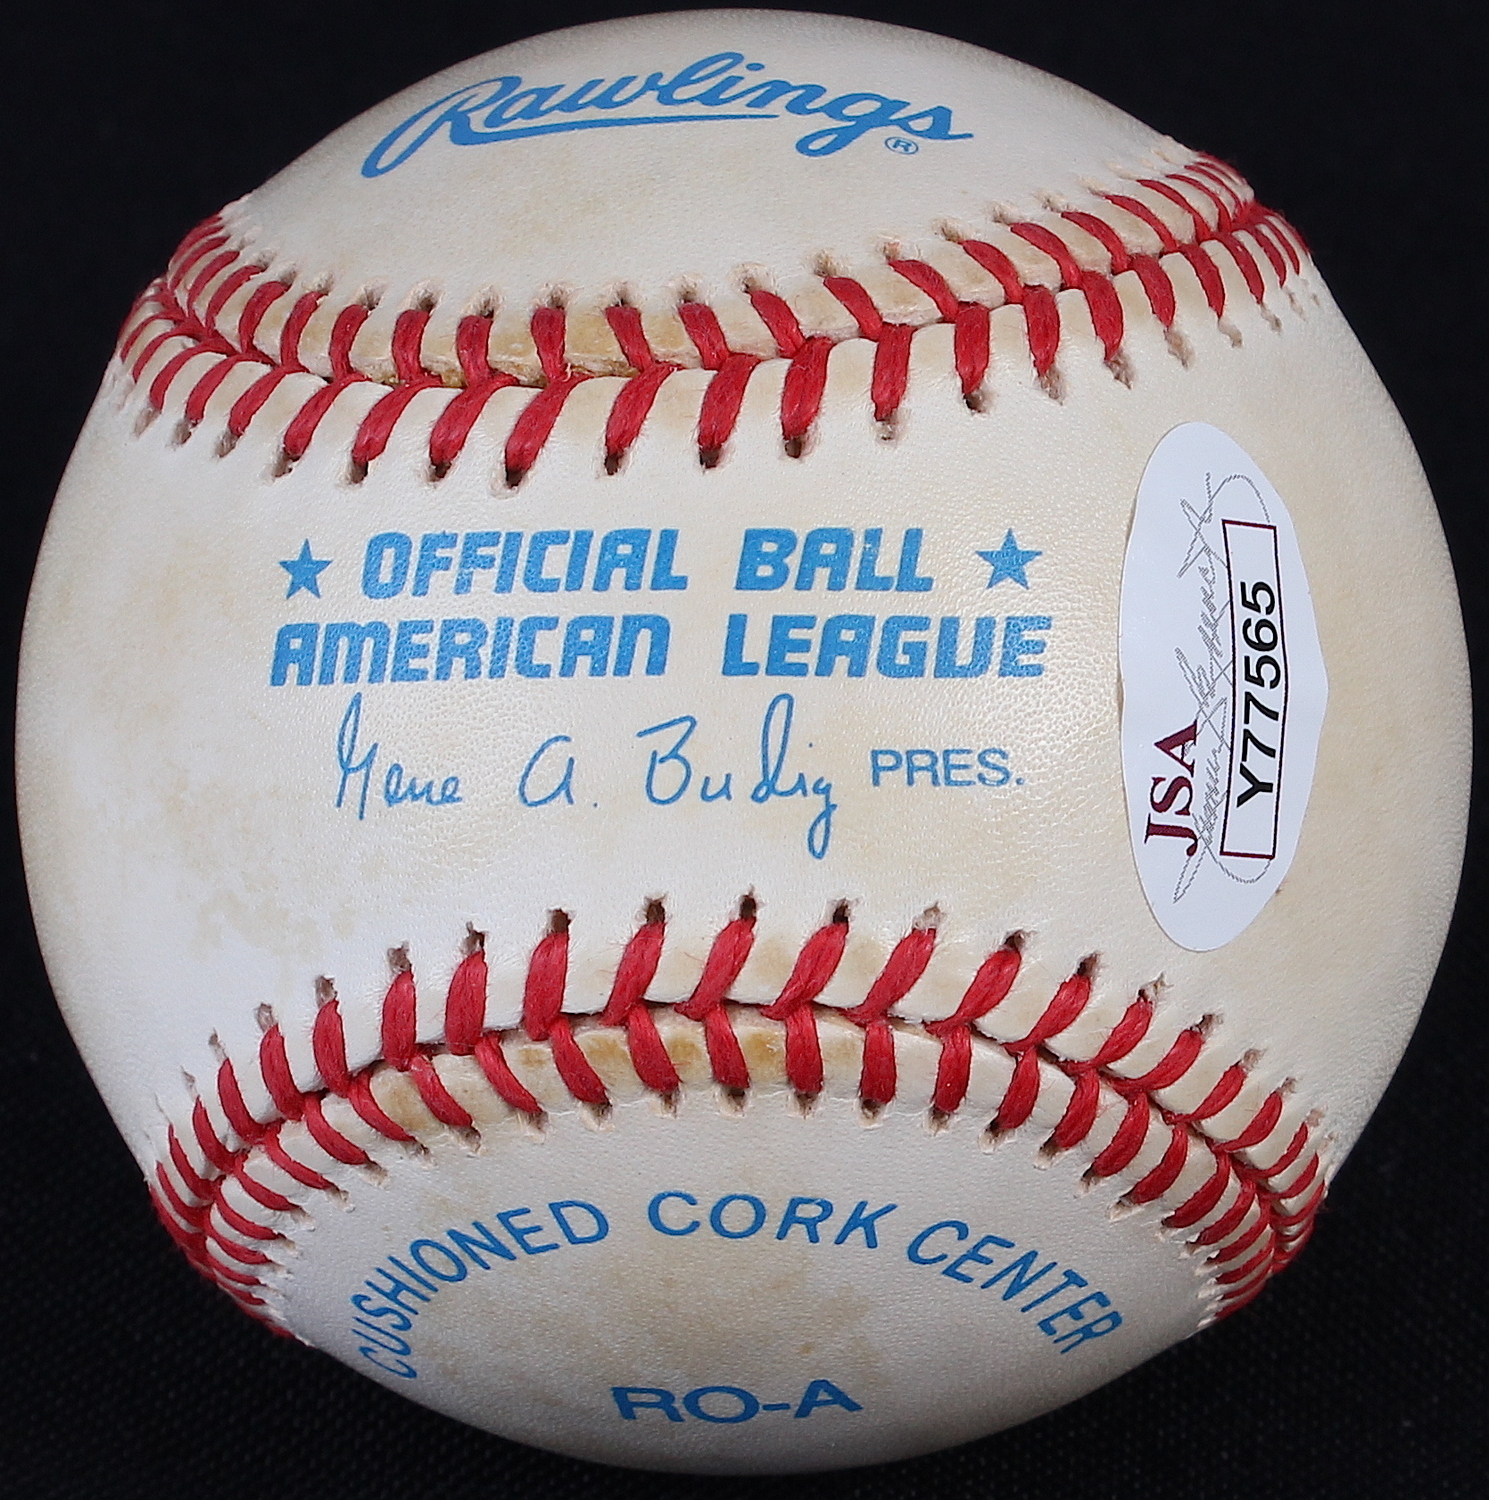 Rawlings®
★ OFFICIAL BALL ★
AMERICAN LEAGUE
Gene A. Budig PRES.
JSA
Y77565
CUSHIONED CORK CENTER
RO-A